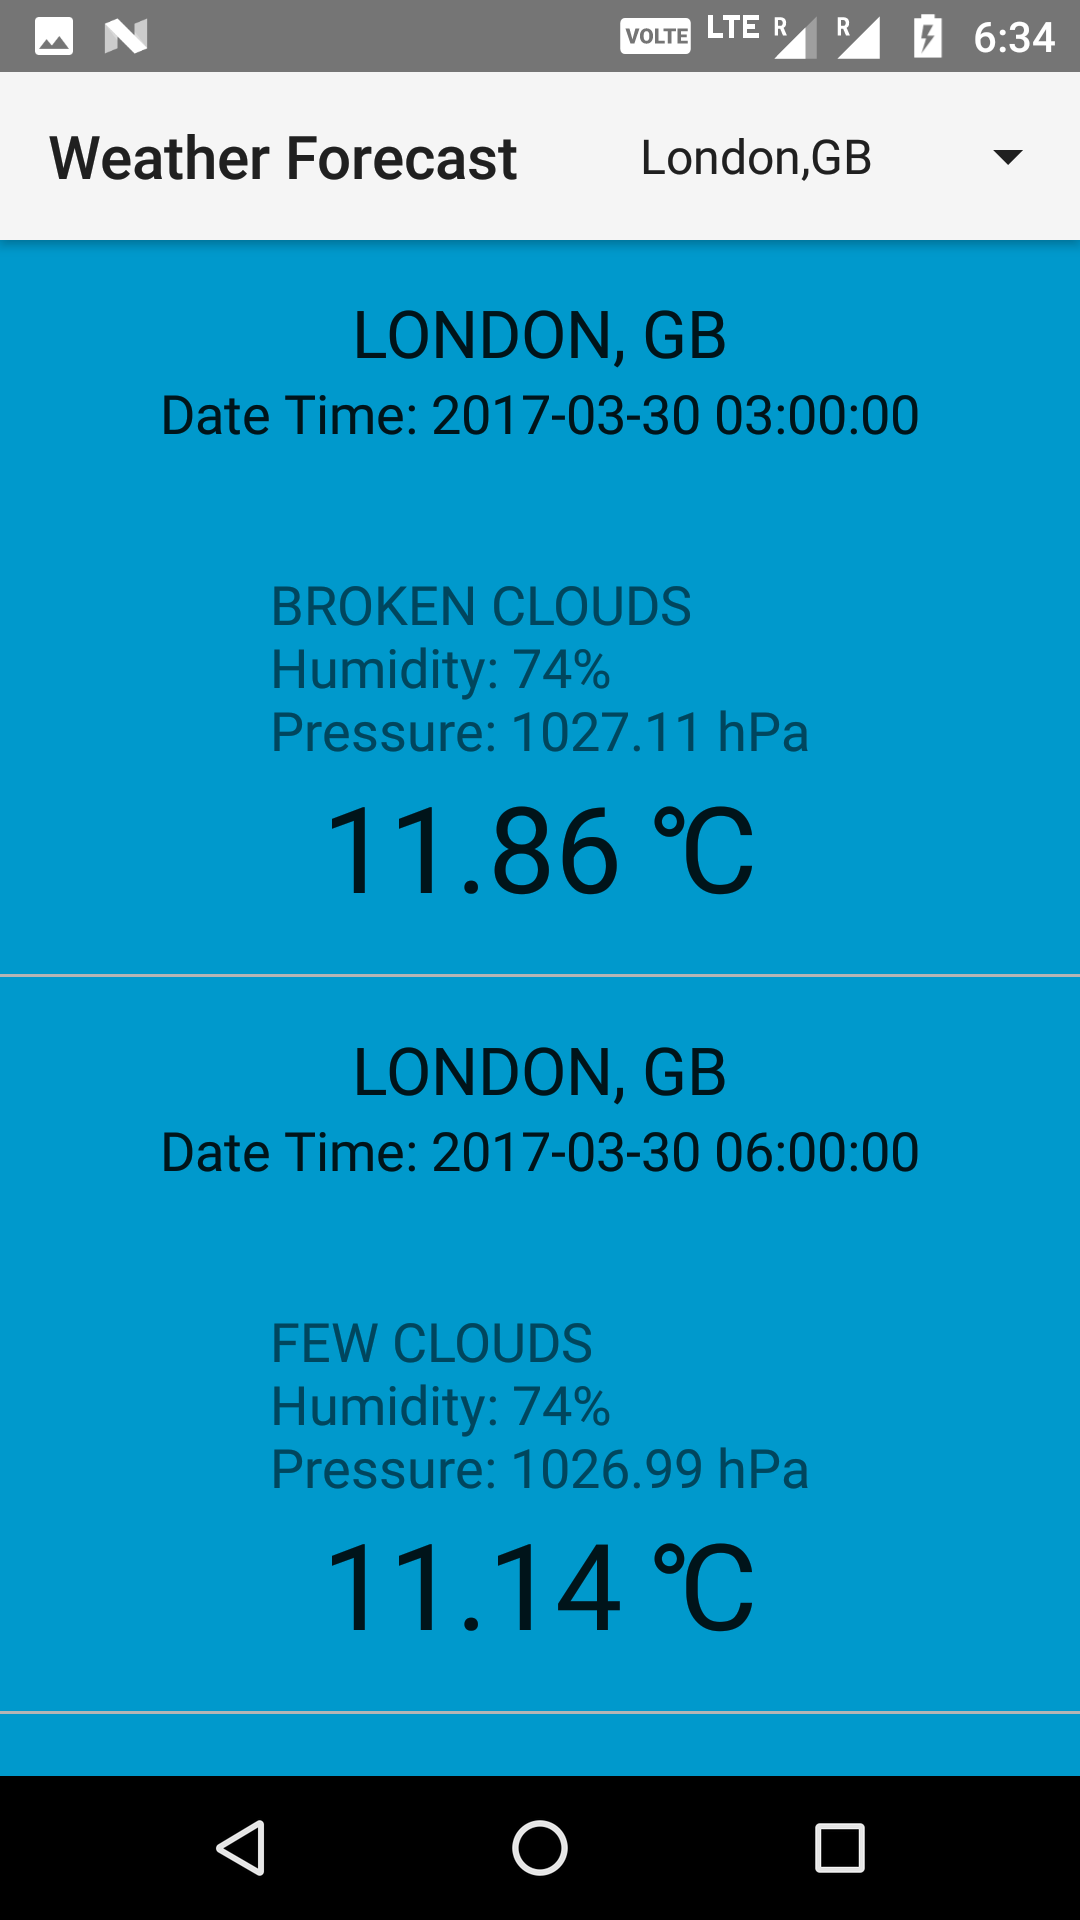 VOLTE LTE R R 6:34
Weather Forecast London,GB
LONDON, GB
Date Time: 2017-03-30 03:00:00
BROKEN CLOUDS
Humidity: 74%
Pressure: 1027.11 hPa
11.86 ℃
LONDON, GB
Date Time: 2017-03-30 06:00:00
FEW CLOUDS
Humidity: 74%
Pressure: 1026.99 hPa
11.14 ℃